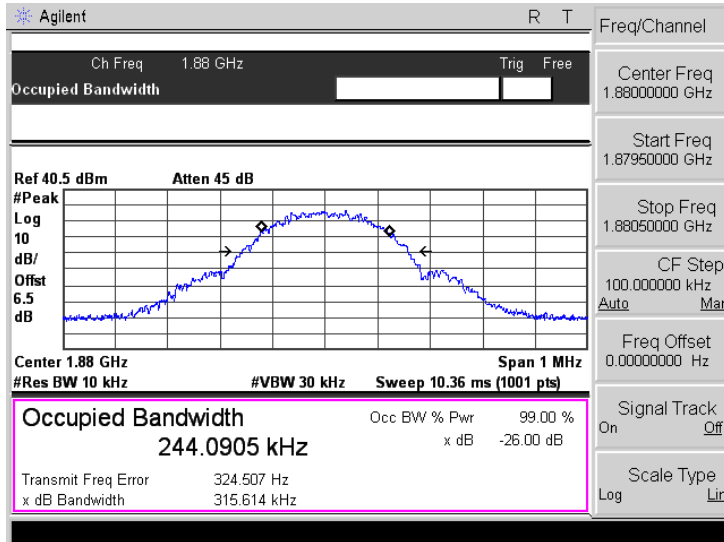 Agilent R T
Ch Freq 1.88 GHz Trig Free
Occupied Bandwidth
Ref 40.5 dBm Atten 45 dB
#Peak
Log
10
dB/
Offst
6.5
dB
Center 1.88 GHz Span 1 MHz
#Res BW 10 kHz #VBW 30 kHz Sweep 10.36 ms (1001 pts)
Occupied Bandwidth Occ BW % Pwr 99.00 %
244.0905 kHz x dB -26.00 dB
Transmit Freq Error 324.507 Hz
x dB Bandwidth 315.614 kHz
Freq/Channel
Center Freq
1.88000000 GHz
Start Freq
1.87950000 GHz
Stop Freq
1.88050000 GHz
CF Step
100.000000 kHz
Auto Mar
Freq Offset
0.00000000 Hz
Signal Track
On Off
Scale Type
Log Lir